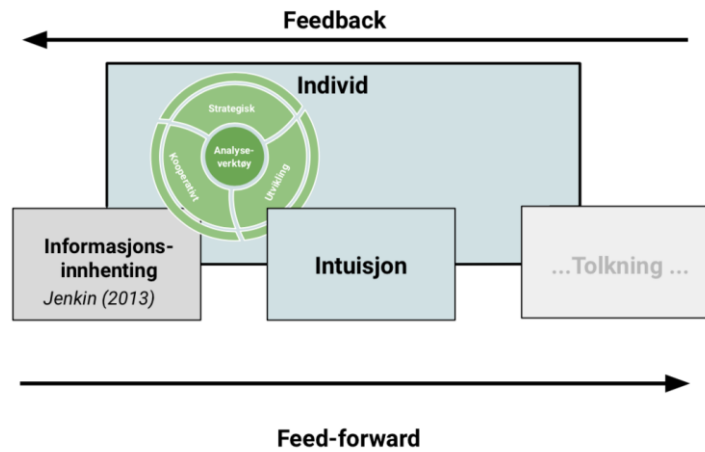 Feedback
Individ
Strategisk
Analyse-
verktøy
Kooperativt
Utvikling
Informasjons-
innhenting
Jenkin (2013)
Intuisjon
...Tolkning ...
Feed-forward